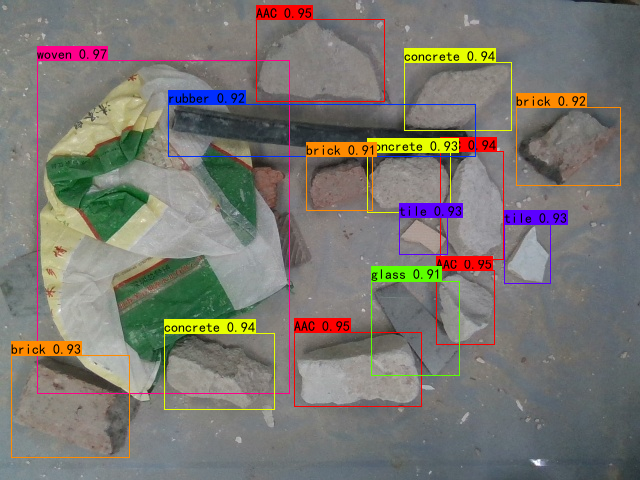 AAC 0.95
woven 0.97
concrete 0.94
rubber 0.92
brick 0.92
brick 0.91
oncrete 0.93
0.94
tile 0.93
tile 0.93
AAC 0.95
glass 0.91
concrete 0.94
AAC 0.95
brick 0.93